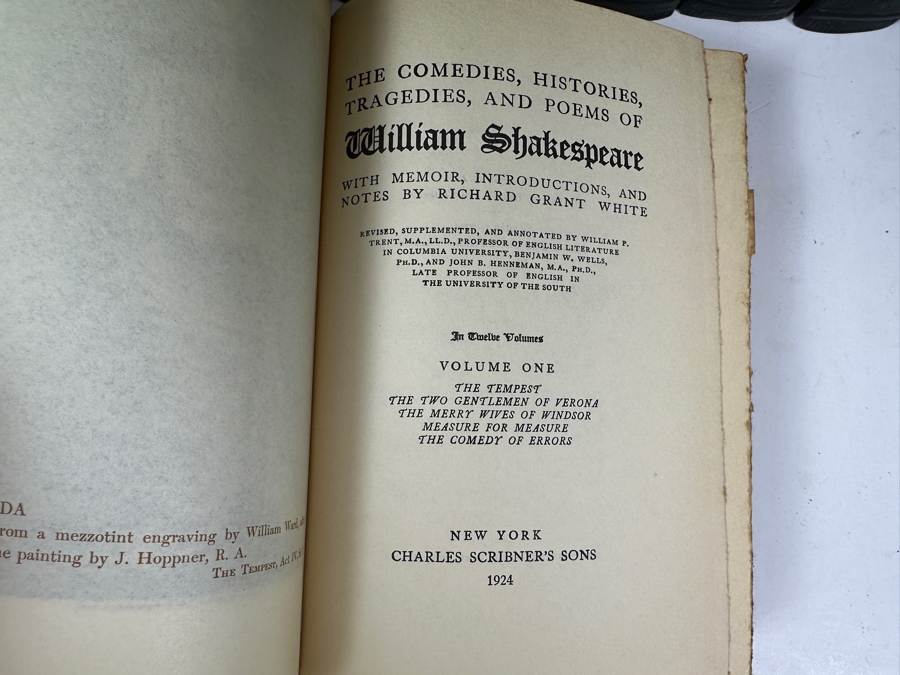 DA
rom a mezzotint engraving by William Ward,
e painting by J. Hoppner, R. A.
THE TEMPEST, Act IV,
THE COMEDIES, HISTORIES,
TRAGEDIES, AND POEMS OF
William Shakespeare
WITH MEMOIR, INTRODUCTIONS, AND
NOTES BY RICHARD GRANT WHITE
REVISED, SUPPLEMENTED, AND ANNOTATED BY WILLIAM P.
TRENT, M.A., LL.D., PROFESSOR OF ENGLISH LITERATURE
IN COLUMBIA UNIVERSITY, BENJAMIN W. WELLS,
PH.D., AND JOHN B. HENNEMAN, M.A., PH.D.,
LATE PROFESSOR OF ENGLISH IN
THE UNIVERSITY OF THE SOUTH
In Twelve Volumes
VOLUME ONE
THE TEMPEST
THE TWO GENTLEMEN OF VERONA
THE MERRY WIVES OF WINDSOR
MEASURE FOR MEASURE
THE COMEDY OF ERRORS
NEW YORK
CHARLES SCRIBNER'S SONS
1924